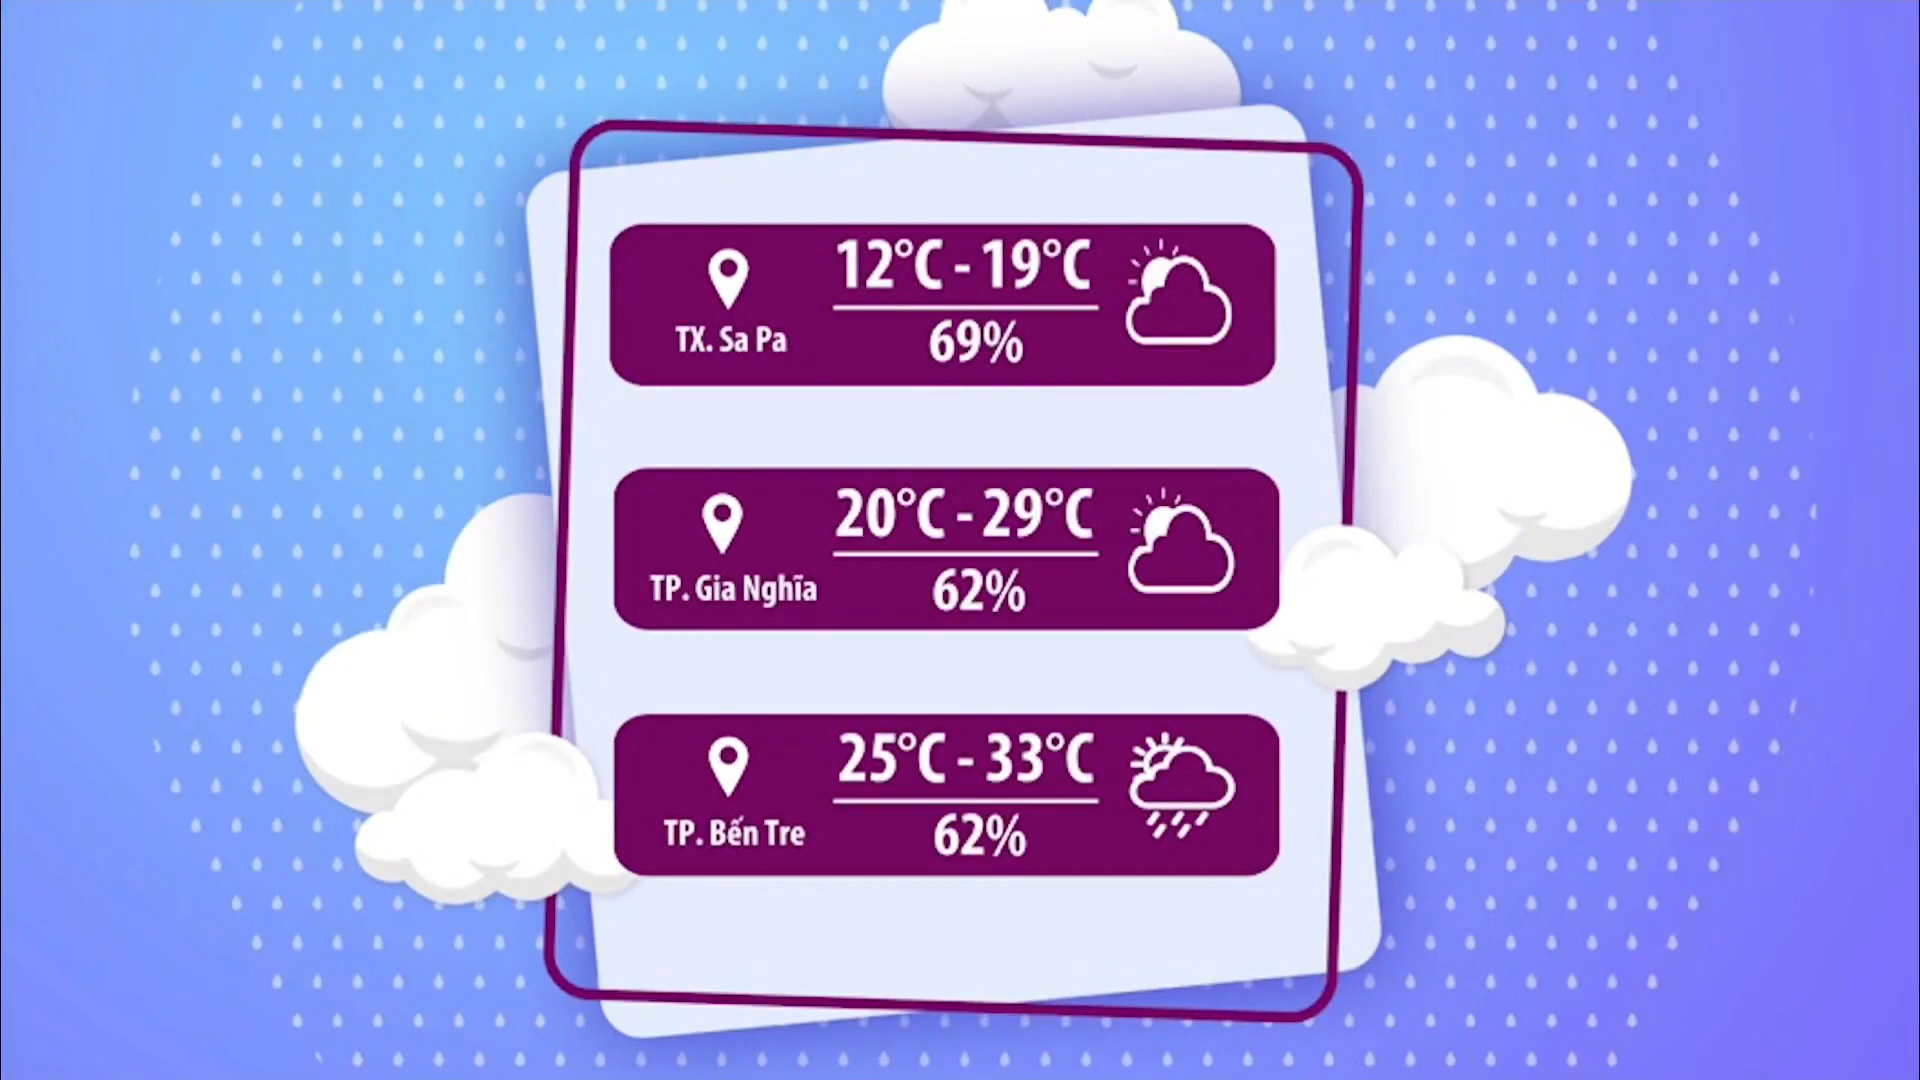 12°C - 19°C
TX. Sa Pa
69%
20°C - 29°C
TP. Gia Nghĩa
62%
25°C - 33°C
TP. Bến Tre
62%